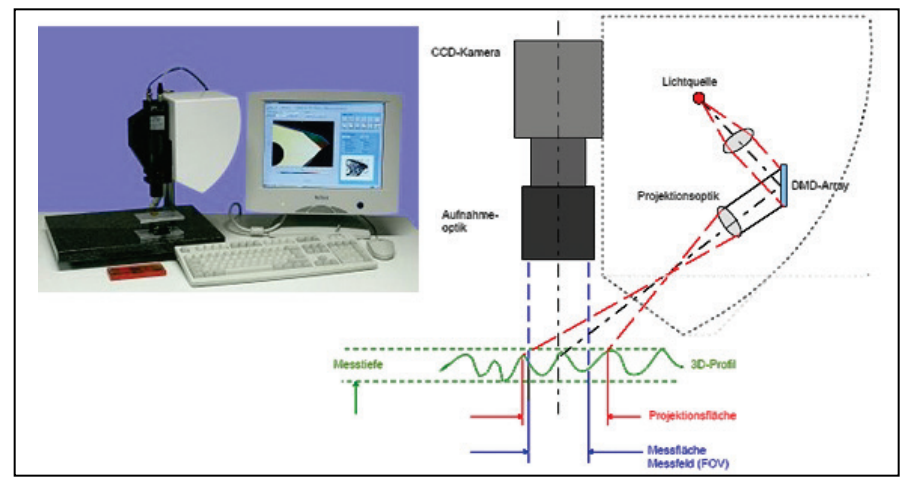 CCD-Kamera
Lichtquelle
DMD-Array
Projektionsoptik
Aufnahme-
optik
Messtiefe
3D-Profil
Projektionsfläche
Messfläche
Messfeld (FOV)